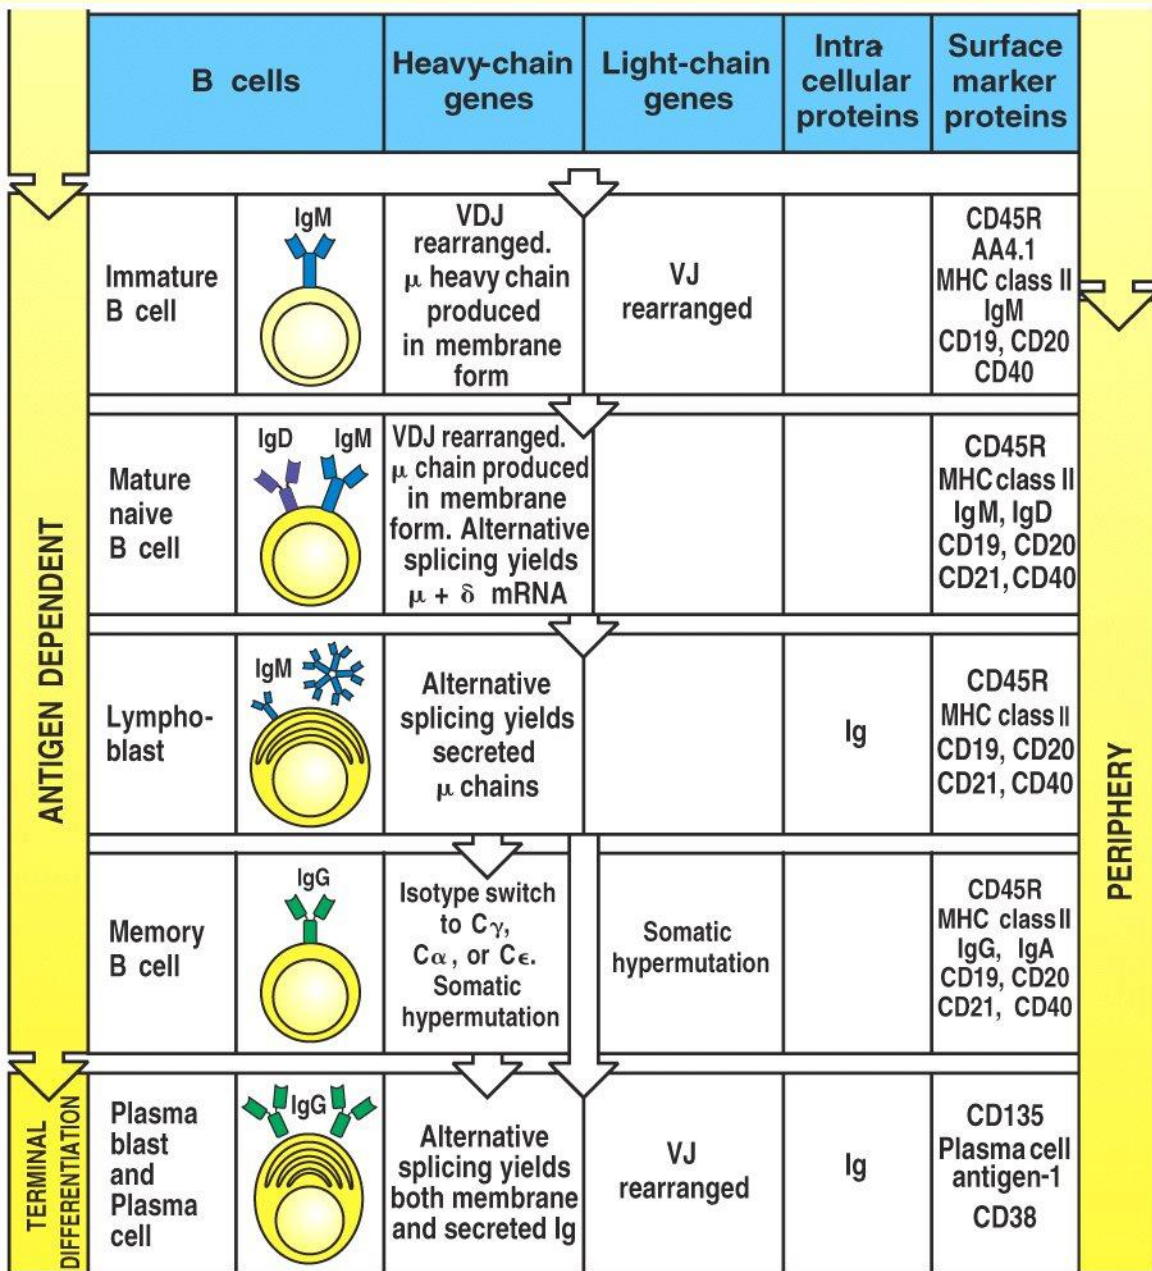 B cells
Heavy-chain
genes
Light-chain
genes
Intra
cellular
proteins
Surface
marker
proteins
ANTIGEN DEPENDENT
Immature
B cell
IgM
VDJ
rearranged.
μ heavy chain
produced
in membrane
form
VJ
rearranged
CD45R
AA4.1
MHC class II
IgM
CD19, CD20
CD40
Mature
naive
B cell
IgD IgM
VDJ rearranged.
μ chain produced
in membrane
form. Alternative
splicing yields
μ + δ mRNA
CD45R
MHC class II
IgM, IgD
CD19, CD20
CD21, CD40
Lympho-
blast
IgM
Alternative
splicing yields
secreted
μ chains
Ig
CD45R
MHC class II
CD19, CD20
CD21, CD40
Memory
B cell
IgG
Isotype switch
to Cγ,
Cα, or Cϵ.
Somatic
hypermutation
Somatic
hypermutation
CD45R
MHC class II
IgG, IgA
CD19, CD20
CD21, CD40
TERMINAL
DIFFERENTIATION
Plasma
blast
and
Plasma
cell
IgG
Alternative
splicing yields
both membrane
and secreted Ig
VJ
rearranged
Ig
CD135
Plasma cell
antigen-1
CD38
PERIPHERY